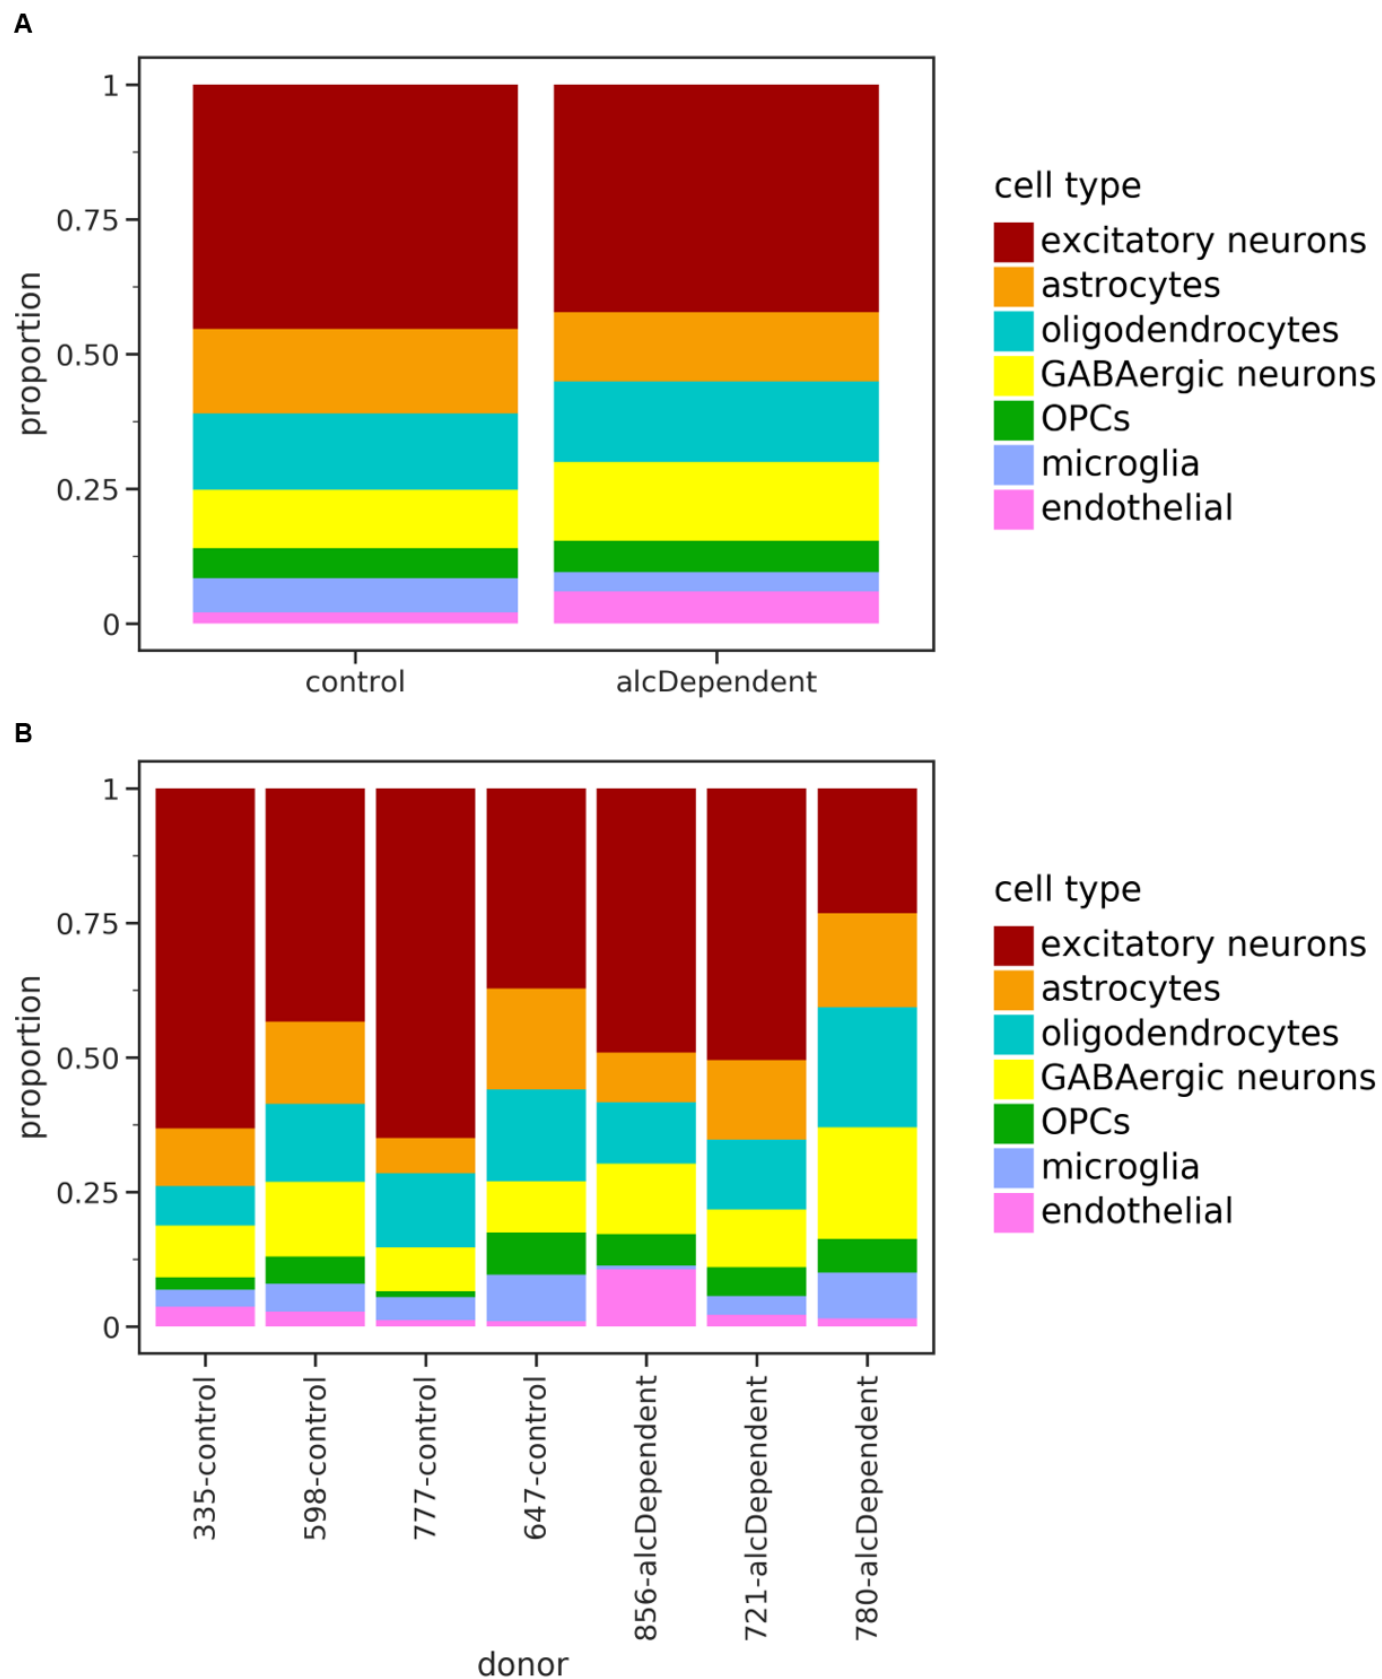 A
1
0.75
0.50
0.25
0
proportion
control
alcDependent
cell type
excitatory neurons
astrocytes
oligodendrocytes
GABAergic neurons
OPCs
microglia
endothelial
B
1
0.75
0.50
0.25
0
proportion
335-control
598-control
777-control
647-control
856-alcDependent
721-alcDependent
780-alcDependent
donor
cell type
excitatory neurons
astrocytes
oligodendrocytes
GABAergic neurons
OPCs
microglia
endothelial